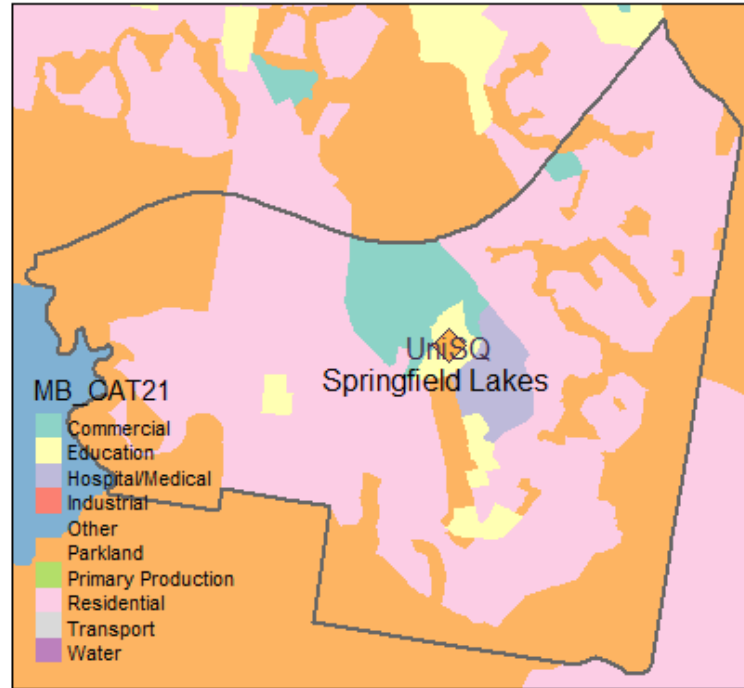 UniSQ
Springfield Lakes
MB_CAT21
Commercial
Education
Hospital/Medical
Industrial
Other
Parkland
Primary Production
Residential
Transport
Water